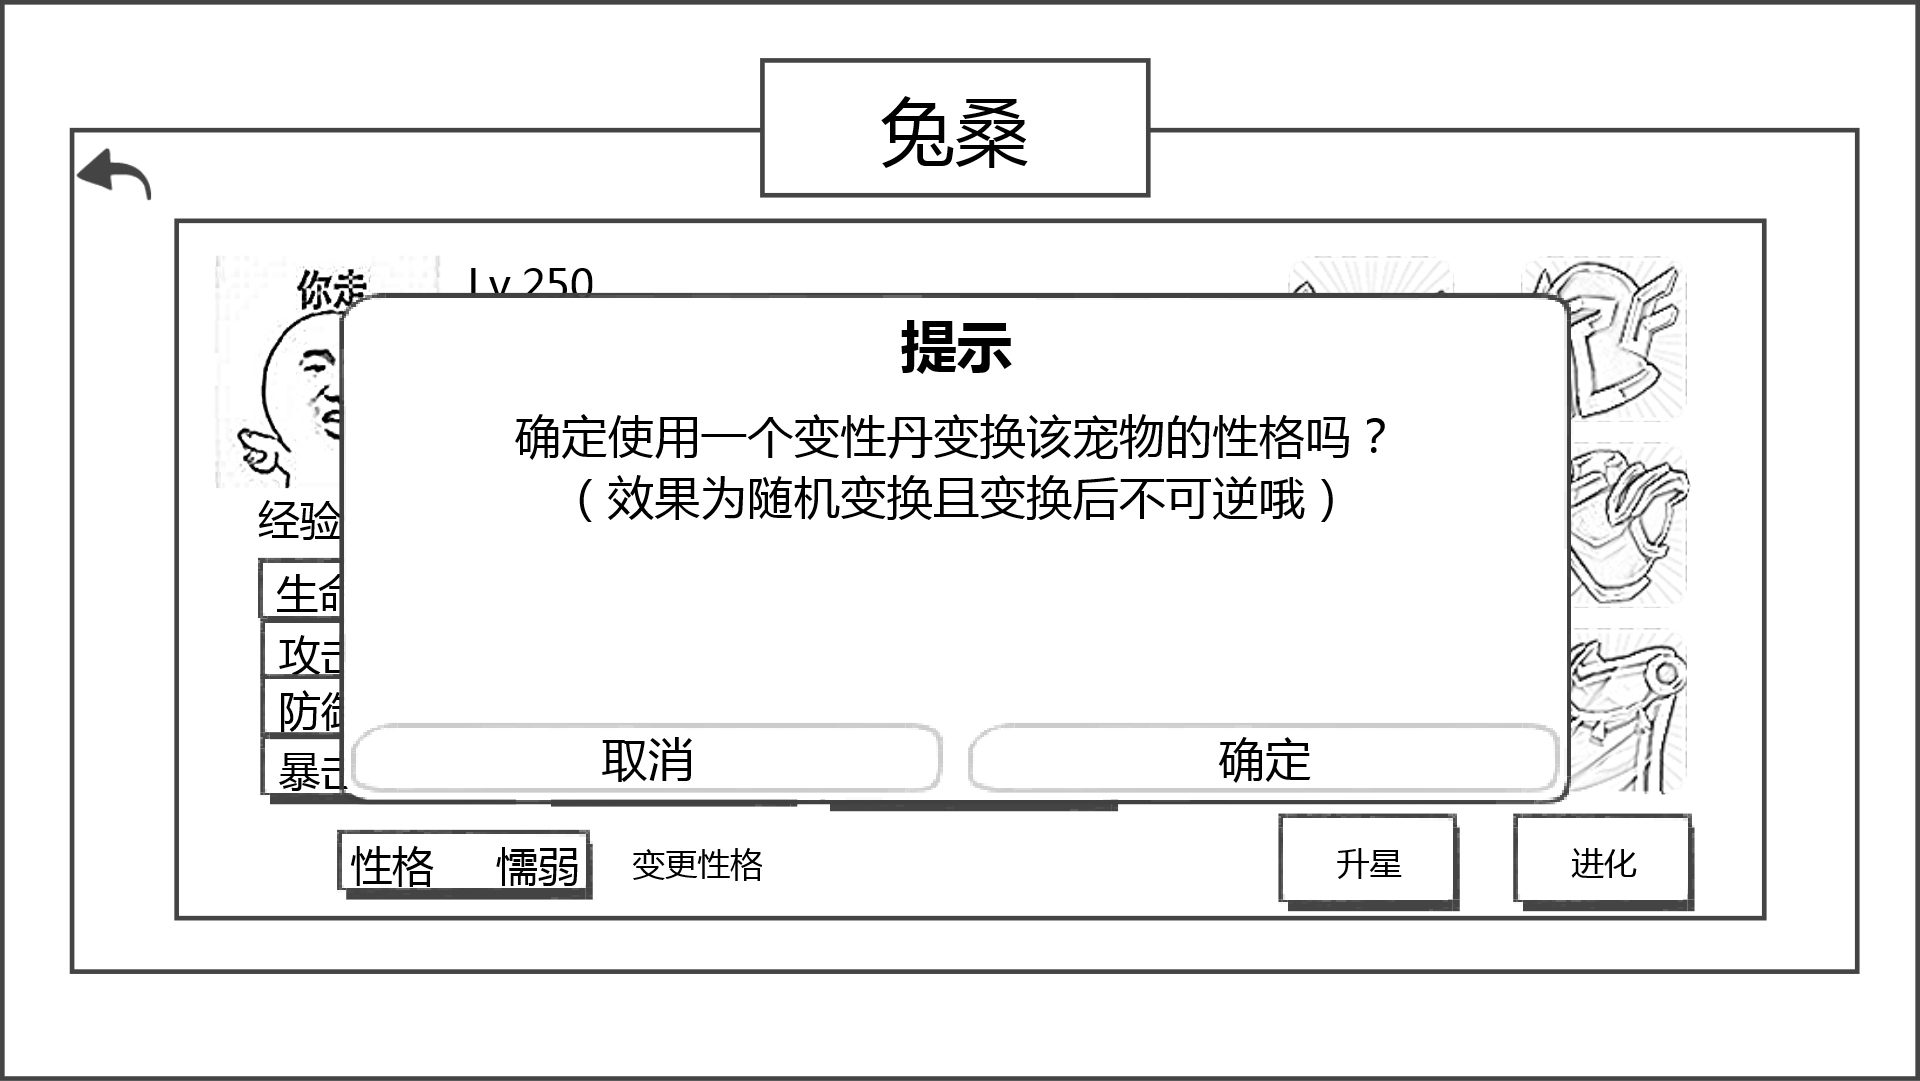 兔桑
你走
Lv 250
提示
确定使用一个变性丹变换该宠物的性格吗？
（效果为随机变换且变换后不可逆哦）
经验
生命
攻击
防御
暴击
取消 确定
性格 懦弱 变更性格 升星 进化